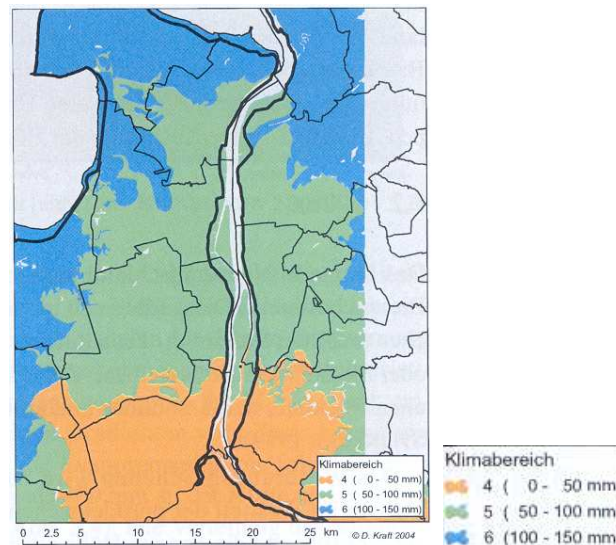 Klimabereich
4 ( 0 - 50 mm)
5 ( 50 - 100 mm)
6 (100 - 150 mm)
0 2.5 5 10 15 20 25 km
© D. Kraft 2004
Klimabereich
4 ( 0 - 50 mm)
5 ( 50 - 100 mm)
6 (100 - 150 mm)